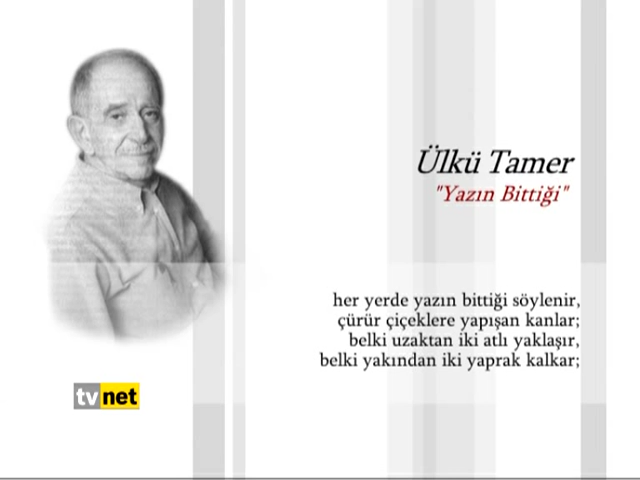 Ülkü Tamer
"Yazın Bittiği"
her yerde yazın bittiği söylenir,
çürür çiçeklere yapışan kanlar;
belki uzaktan iki atlı yaklaşır,
belki yakından iki yaprak kalkar;
tvnet